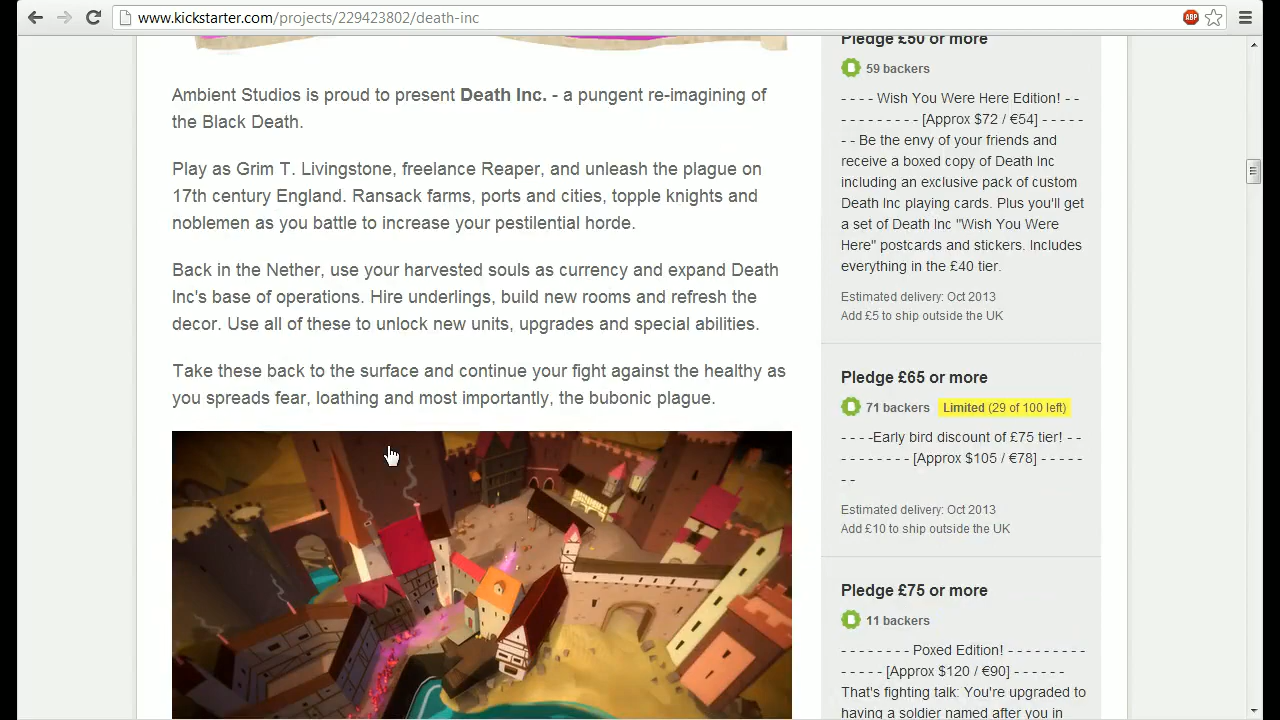 www.kickstarter.com/projects/229423802/death-inc
ABP
Ambient Studios is proud to present Death Inc. - a pungent re-imagining of
the Black Death.
Play as Grim T. Livingstone, freelance Reaper, and unleash the plague on
17th century England. Ransack farms, ports and cities, topple knights and
noblemen as you battle to increase your pestilential horde.
Back in the Nether, use your harvested souls as currency and expand Death
Inc's base of operations. Hire underlings, build new rooms and refresh the
decor. Use all of these to unlock new units, upgrades and special abilities.
Take these back to the surface and continue your fight against the healthy as
you spreads fear, loathing and most importantly, the bubonic plague.
Pledge £50 or more
59 backers
- - - - Wish You Were Here Edition! - -
- - - - - - - - - - [Approx $72 / €54] - - - - -
- - Be the envy of your friends and
receive a boxed copy of Death Inc
including an exclusive pack of custom
Death Inc playing cards. Plus you'll get
a set of Death Inc "Wish You Were
Here" postcards and stickers. Includes
everything in the £40 tier.
Estimated delivery: Oct 2013
Add £5 to ship outside the UK
Pledge £65 or more
71 backers Limited (29 of 100 left)
- - - -Early bird discount of £75 tier! - -
- - - - - - - - [Approx $105 / €78] - - - - -
- -
Estimated delivery: Oct 2013
Add £10 to ship outside the UK
Pledge £75 or more
11 backers
- - - - - - - - Poxed Edition! - - - - - - - - -
- - - - - [Approx $120 / €90] - - - - - -
That's fighting talk. You're upgraded to
having a soldier named after you in